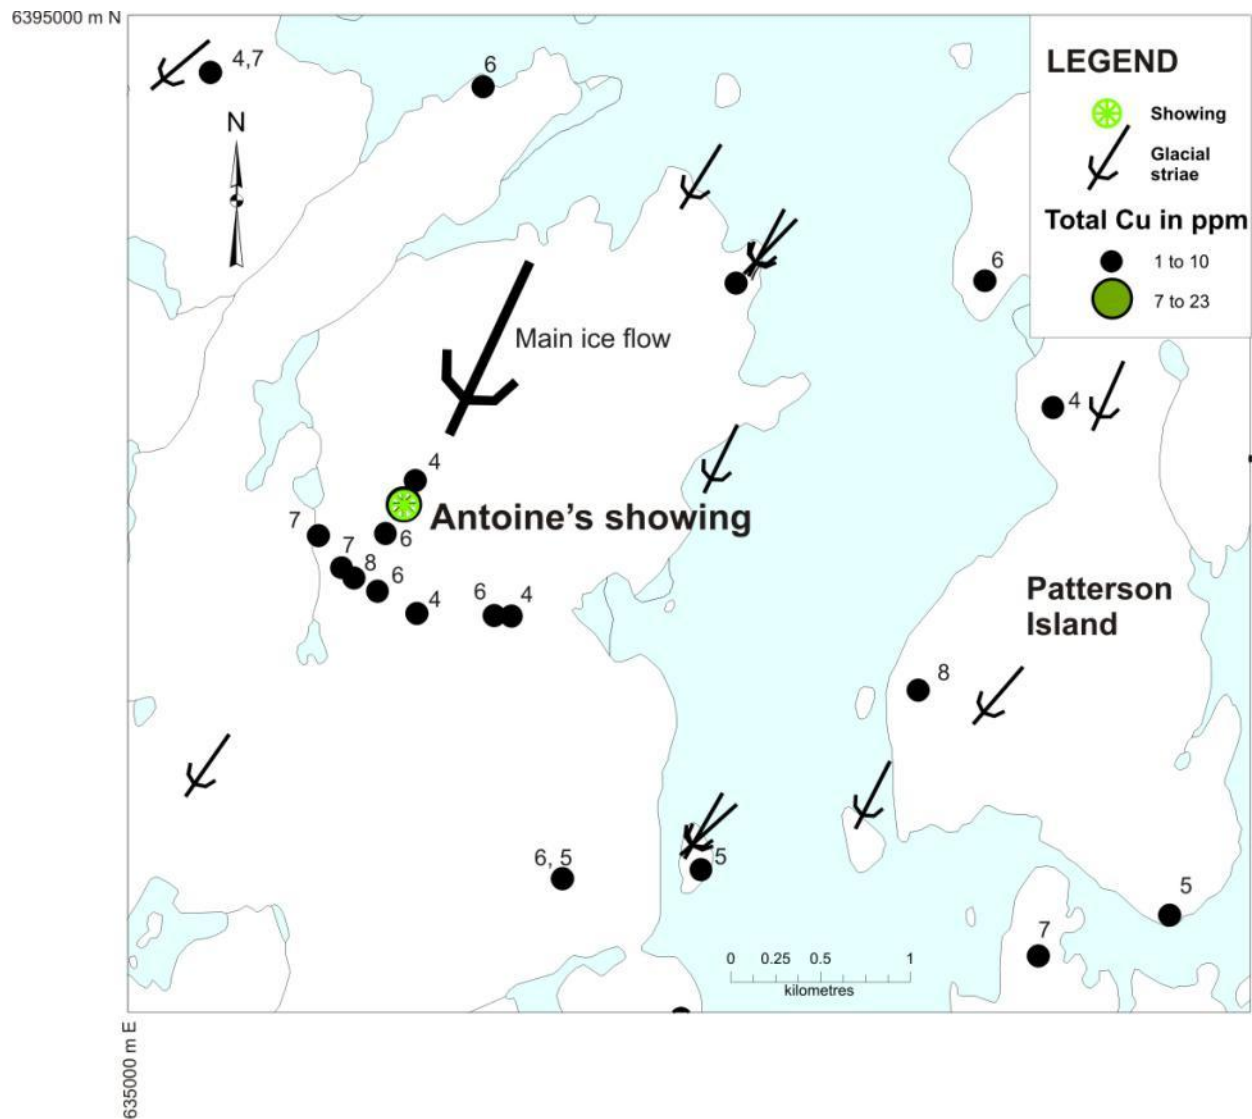 6395000 m N
4,7
6
N
LEGEND
Showing
Glacial
striae
Total Cu in ppm
1 to 10
7 to 23
6
Main ice flow
4
4
Antoine's showing
7
6
7
8
6
4
6
4
Patterson
Island
8
6, 5
5
5
7
0 0.25 0.5 1
kilometres
635000 m E